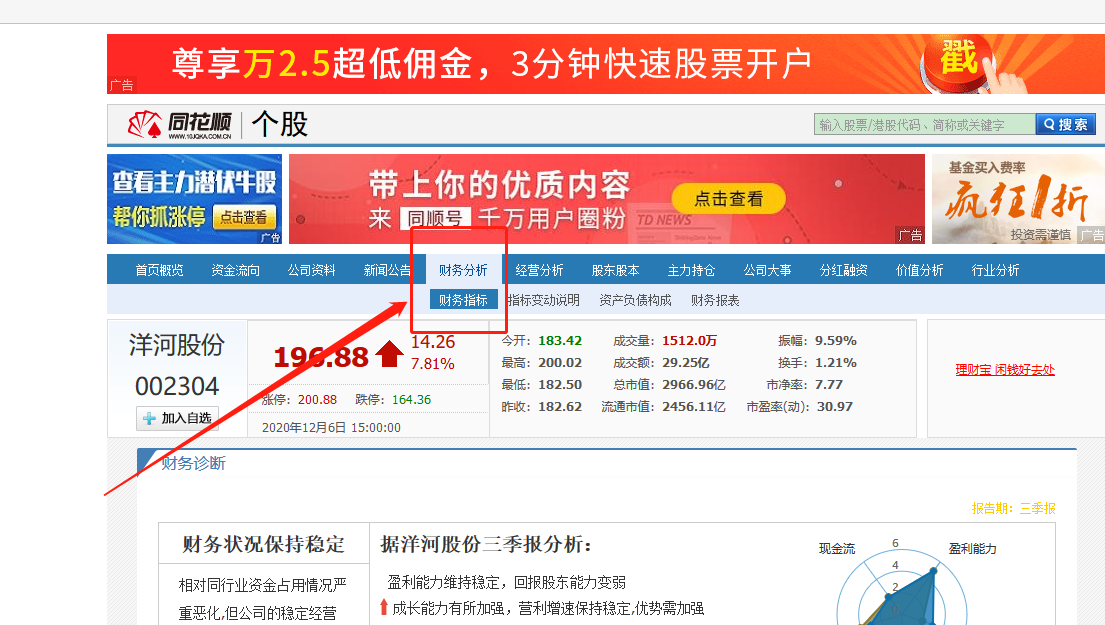 尊享万2.5超低佣金，3分钟快速股票开户
戳
广告
同花顺
WWW.10JQKA.COM.CN
个股
输入股票/港股代码、简称或关键字
搜索
查看主力潜伏牛股
帮你抓涨停 点击查看
广告
带上你的优质内容
来 同顺号 千万用户圈粉
点击查看
TD NEWS
广告
基金买入费率
疯狂1折
投资需谨慎
广告
首页概览 资金流向 公司资料 新闻公告 财务分析 经营分析 股东股本 主力持仓 公司大事 分红融资 价值分析 行业分析
财务指标 指标变动说明 资产负债构成 财务报表
洋河股份
002304
加入自选
196.88
14.26
7.81%
涨停：200.88 跌停：164.36
2020年12月6日 15:00:00
今开：183.42 成交量：1512.0万 振幅：9.59%
最高：200.02 成交额：29.25亿 换手：1.21%
最低：182.50 总市值：2966.96亿 市净率：7.77
昨收：182.62 流通市值：2456.11亿 市盈率(动)：30.97
理财宝 闲钱好去处
财务诊断
报告期：三季报
财务状况保持稳定
相对同行业资金占用情况严
重恶化,但公司的稳定经营
据洋河股份三季报分析：
盈利能力维持稳定，回报股东能力变弱
成长能力有所加强，营利增速保持稳定,优势需加强
现金流
盈利能力
6
4
2